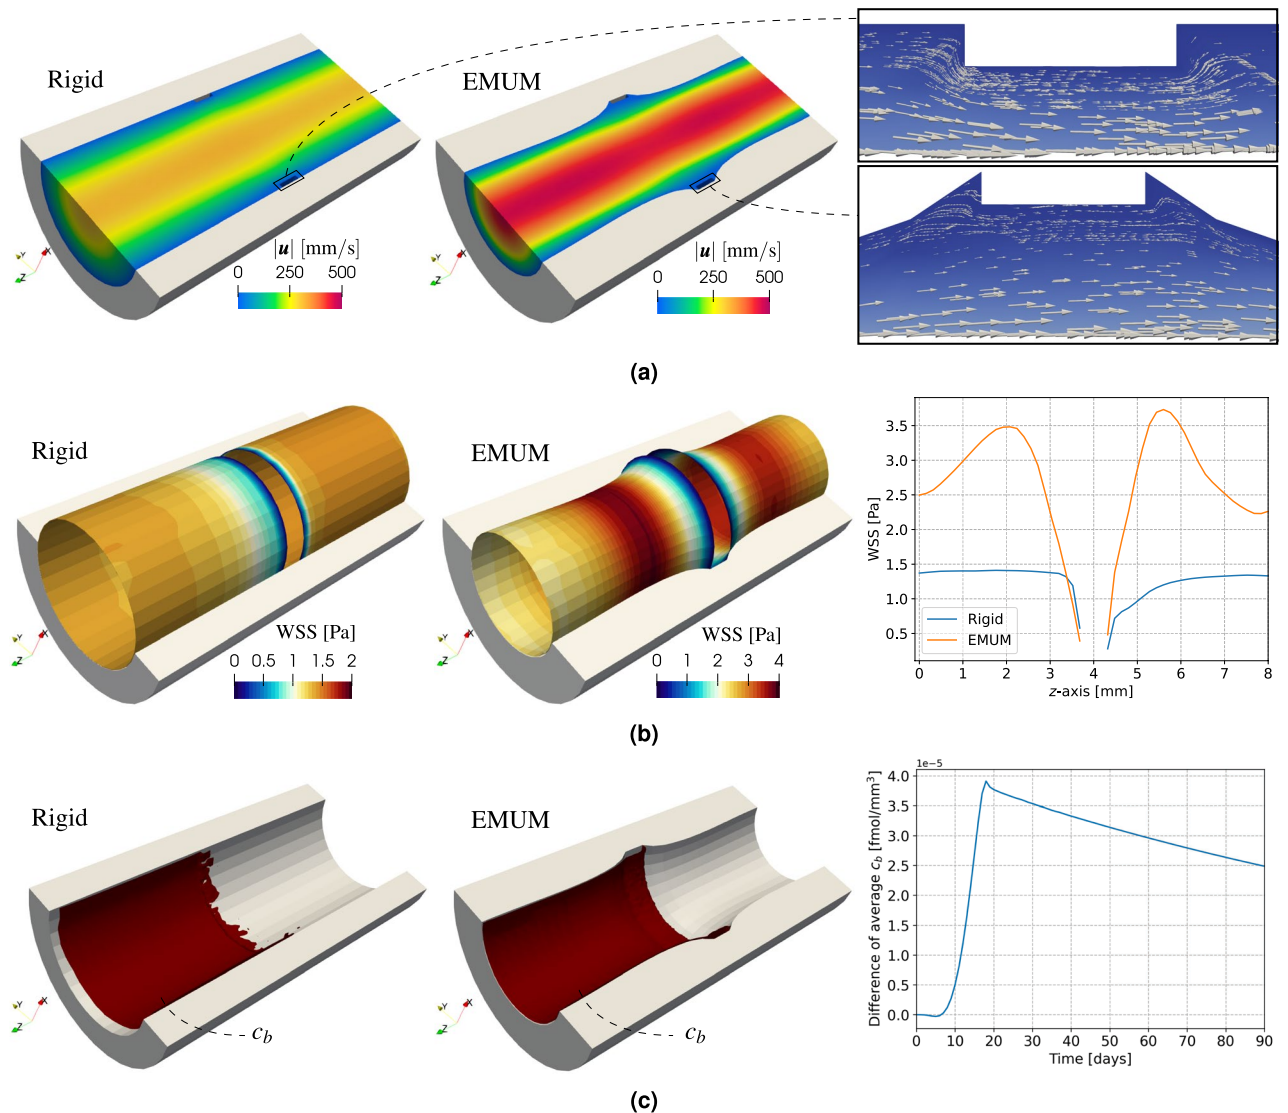 Rigid
EMUM
|u| [mm/s]
0 250 500
|u| [mm/s]
0 250 500
Y X Z
Y X Z
(a)
Rigid
EMUM
WSS [Pa]
0 0.5 1 1.5 2
WSS [Pa]
0 1 2 3 4
Y X Z
Y X Z
WSS [Pa]
3.5
3.0
2.5
2.0
1.5
1.0
0.5
Rigid
EMUM
0 1 2 3 4 5 6 7 8
z-axis [mm]
(b)
Rigid
EMUM
c_b
c_b
Y X Z
Y X Z
1e−5
Difference of average c_b [fmol/mm³]
4.0
3.5
3.0
2.5
2.0
1.5
1.0
0.5
0.0
0 10 20 30 40 50 60 70 80 90
Time [days]
(c)